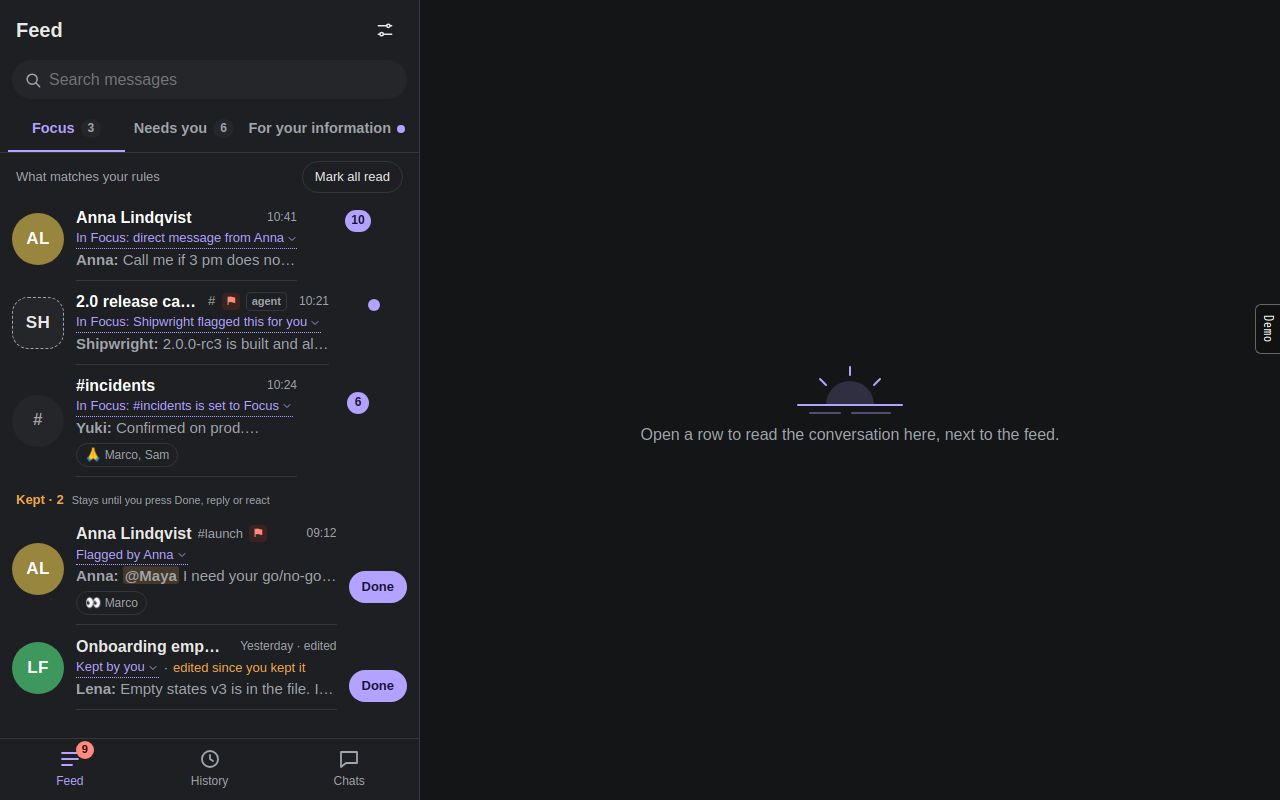 Feed
Search messages
Focus 3 Needs you 6 For your information
What matches your rules Mark all read
AL Anna Lindqvist 10:41 10
In Focus: direct message from Anna
Anna: Call me if 3 pm does no…
SH 2.0 release ca… # agent 10:21
In Focus: Shipwright flagged this for you
Shipwright: 2.0.0-rc3 is built and al…
# #incidents 10:24 6
In Focus: #incidents is set to Focus
Yuki: Confirmed on prod.…
🙏 Marco, Sam
Kept · 2 Stays until you press Done, reply or react
AL Anna Lindqvist #launch 09:12
Flagged by Anna
Anna: @Maya I need your go/no-go… Done
👀 Marco
LF Onboarding emp… Yesterday · edited
Kept by you · edited since you kept it
Lena: Empty states v3 is in the file. I… Done
9
Feed History Chats
Open a row to read the conversation here, next to the feed.
Demo